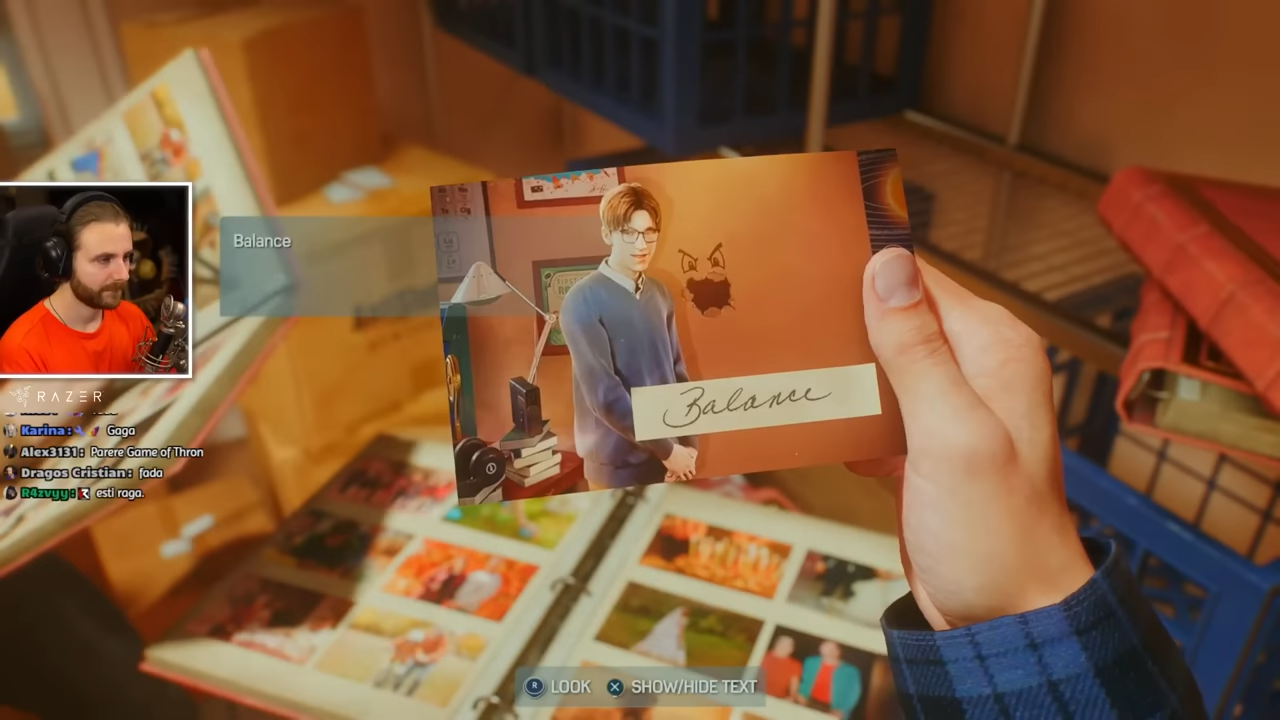 Balance
FIRST
Balance
RAZER
Karina: Gaga
Alex3131: Parere Game of Thron
Dragos Cristian: fada
R4zvyy: esti raga.
R LOOK X SHOW/HIDE TEXT